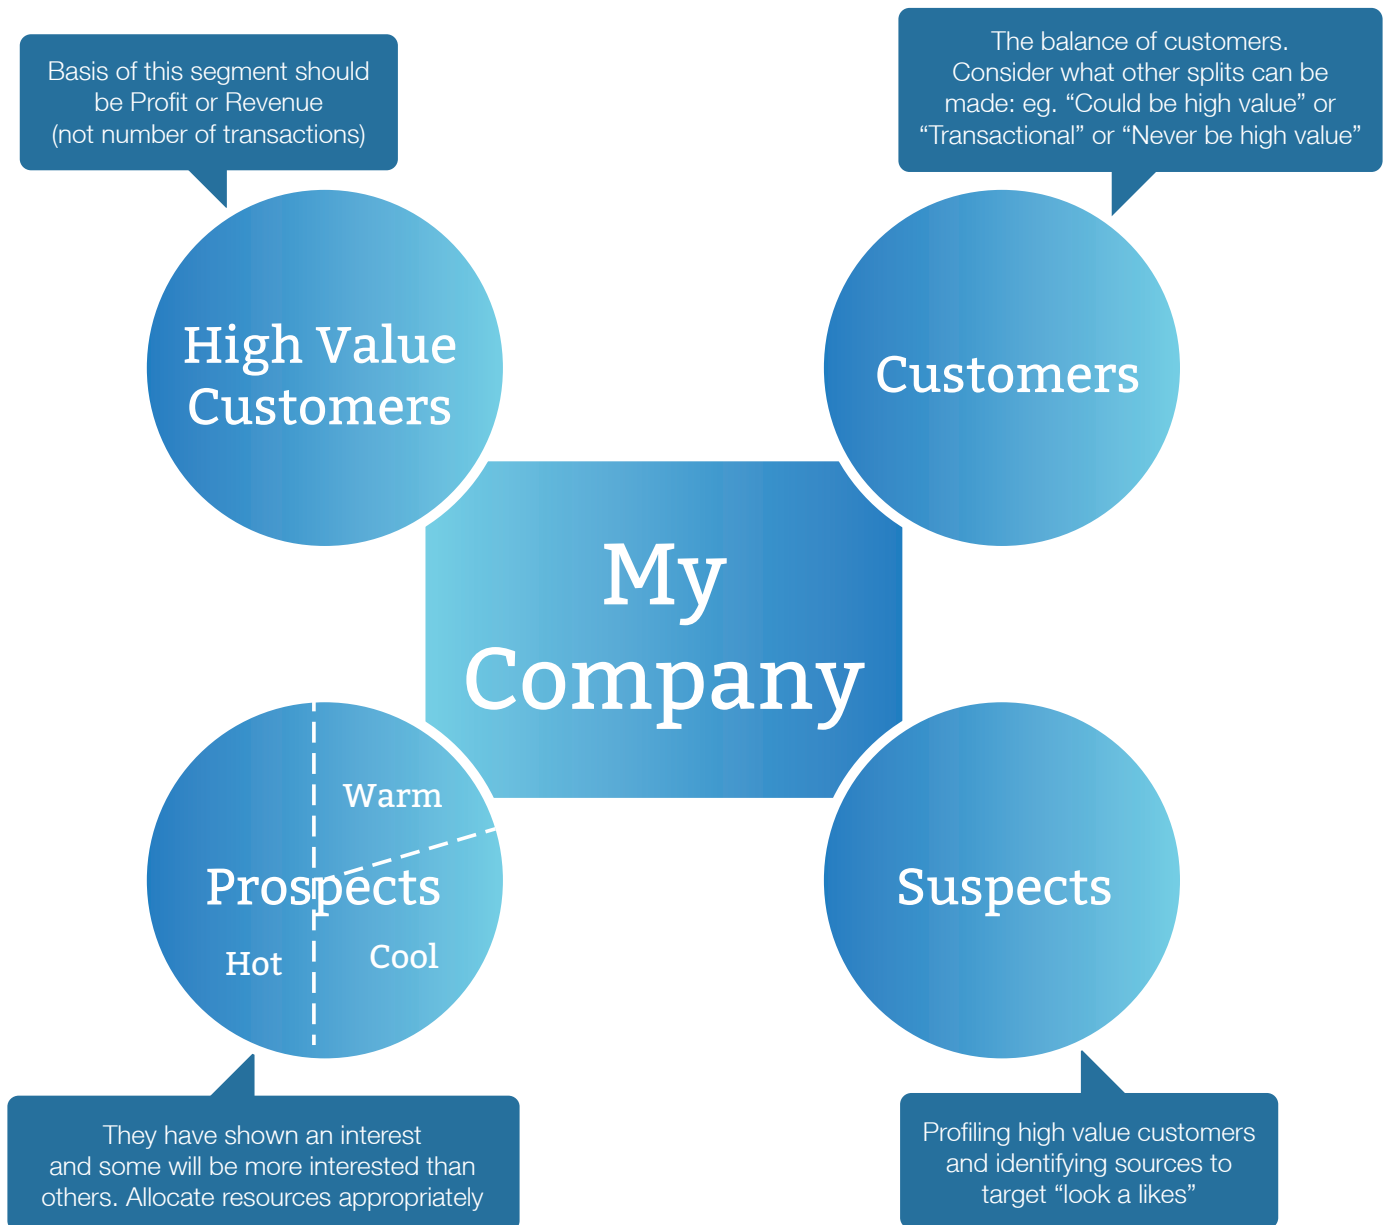 Basis of this segment should
be Profit or Revenue
(not number of transactions)
The balance of customers.
Consider what other splits can be
made: eg. “Could be high value” or
“Transactional” or “Never be high value”
High Value
Customers
Customers
My
Company
Warm
Prospects
Hot
Cool
Suspects
They have shown an interest
and some will be more interested than
others. Allocate resources appropriately
Profiling high value customers
and identifying sources to
target “look a likes”